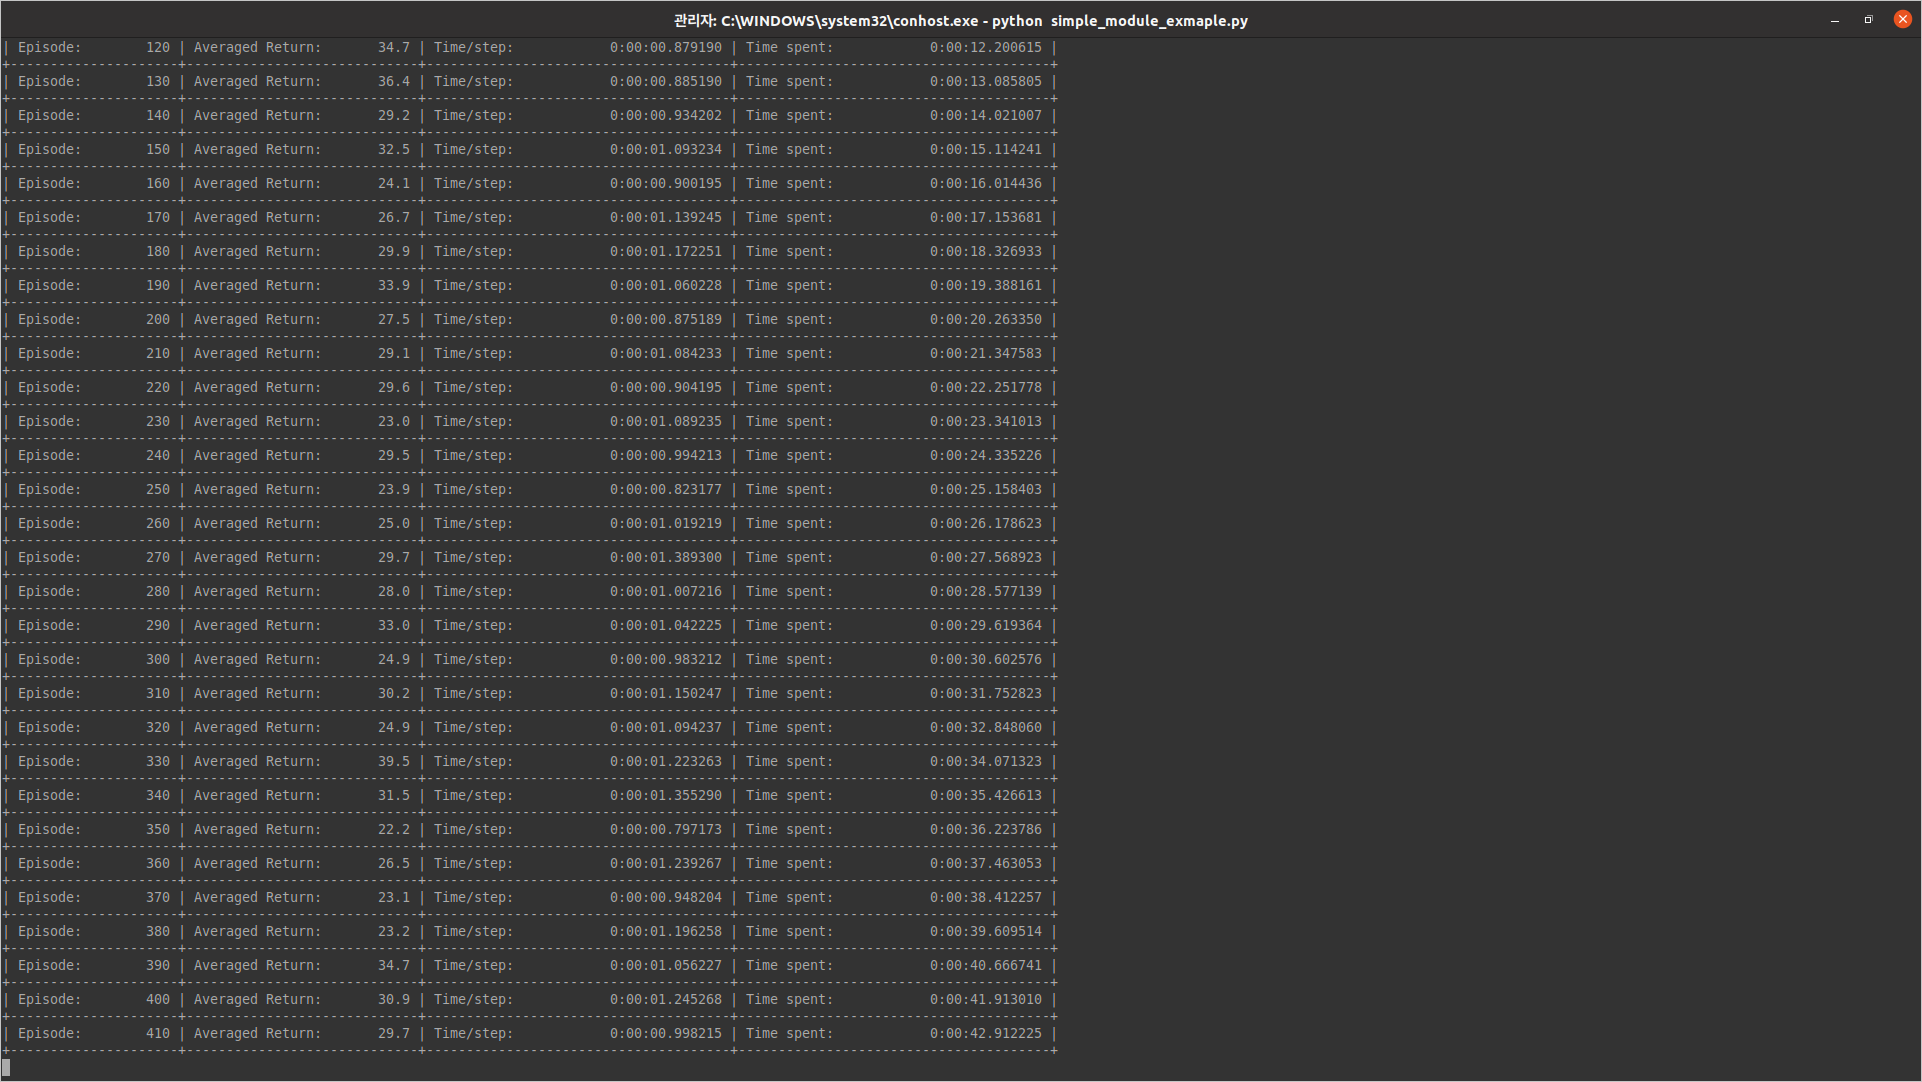 관리자: C:\WINDOWS\system32\conhost.exe - python  simple_module_exmaple.py
| Episode:        120 | Averaged Return:       34.7 | Time/step:            0:00:00.879190 | Time spent:            0:00:12.200615 |
+---------------------+-----------------------------+--------------------------------------+---------------------------------------+
| Episode:        130 | Averaged Return:       36.4 | Time/step:            0:00:00.885190 | Time spent:            0:00:13.085805 |
+---------------------+-----------------------------+--------------------------------------+---------------------------------------+
| Episode:        140 | Averaged Return:       29.2 | Time/step:            0:00:00.934202 | Time spent:            0:00:14.021007 |
+---------------------+-----------------------------+--------------------------------------+---------------------------------------+
| Episode:        150 | Averaged Return:       32.5 | Time/step:            0:00:01.093234 | Time spent:            0:00:15.114241 |
+---------------------+-----------------------------+--------------------------------------+---------------------------------------+
| Episode:        160 | Averaged Return:       24.1 | Time/step:            0:00:00.900195 | Time spent:            0:00:16.014436 |
+---------------------+-----------------------------+--------------------------------------+---------------------------------------+
| Episode:        170 | Averaged Return:       26.7 | Time/step:            0:00:01.139245 | Time spent:            0:00:17.153681 |
+---------------------+-----------------------------+--------------------------------------+---------------------------------------+
| Episode:        180 | Averaged Return:       29.9 | Time/step:            0:00:01.172251 | Time spent:            0:00:18.326933 |
+---------------------+-----------------------------+--------------------------------------+---------------------------------------+
| Episode:        190 | Averaged Return:       33.9 | Time/step:            0:00:01.060228 | Time spent:            0:00:19.388161 |
+---------------------+-----------------------------+--------------------------------------+---------------------------------------+
| Episode:        200 | Averaged Return:       27.5 | Time/step:            0:00:00.875189 | Time spent:            0:00:20.263350 |
+---------------------+-----------------------------+--------------------------------------+---------------------------------------+
| Episode:        210 | Averaged Return:       29.1 | Time/step:            0:00:01.084233 | Time spent:            0:00:21.347583 |
+---------------------+-----------------------------+--------------------------------------+---------------------------------------+
| Episode:        220 | Averaged Return:       29.6 | Time/step:            0:00:00.904195 | Time spent:            0:00:22.251778 |
+---------------------+-----------------------------+--------------------------------------+---------------------------------------+
| Episode:        230 | Averaged Return:       23.0 | Time/step:            0:00:01.089235 | Time spent:            0:00:23.341013 |
+---------------------+-----------------------------+--------------------------------------+---------------------------------------+
| Episode:        240 | Averaged Return:       29.5 | Time/step:            0:00:00.994213 | Time spent:            0:00:24.335226 |
+---------------------+-----------------------------+--------------------------------------+---------------------------------------+
| Episode:        250 | Averaged Return:       23.9 | Time/step:            0:00:00.823177 | Time spent:            0:00:25.158403 |
+---------------------+-----------------------------+--------------------------------------+---------------------------------------+
| Episode:        260 | Averaged Return:       25.0 | Time/step:            0:00:01.019219 | Time spent:            0:00:26.178623 |
+---------------------+-----------------------------+--------------------------------------+---------------------------------------+
| Episode:        270 | Averaged Return:       29.7 | Time/step:            0:00:01.389300 | Time spent:            0:00:27.568923 |
+---------------------+-----------------------------+--------------------------------------+---------------------------------------+
| Episode:        280 | Averaged Return:       28.0 | Time/step:            0:00:01.007216 | Time spent:            0:00:28.577139 |
+---------------------+-----------------------------+--------------------------------------+---------------------------------------+
| Episode:        290 | Averaged Return:       33.0 | Time/step:            0:00:01.042225 | Time spent:            0:00:29.619364 |
+---------------------+-----------------------------+--------------------------------------+---------------------------------------+
| Episode:        300 | Averaged Return:       24.9 | Time/step:            0:00:00.983212 | Time spent:            0:00:30.602576 |
+---------------------+-----------------------------+--------------------------------------+---------------------------------------+
| Episode:        310 | Averaged Return:       30.2 | Time/step:            0:00:01.150247 | Time spent:            0:00:31.752823 |
+---------------------+-----------------------------+--------------------------------------+---------------------------------------+
| Episode:        320 | Averaged Return:       24.9 | Time/step:            0:00:01.094237 | Time spent:            0:00:32.848060 |
+---------------------+-----------------------------+--------------------------------------+---------------------------------------+
| Episode:        330 | Averaged Return:       39.5 | Time/step:            0:00:01.223263 | Time spent:            0:00:34.071323 |
+---------------------+-----------------------------+--------------------------------------+---------------------------------------+
| Episode:        340 | Averaged Return:       31.5 | Time/step:            0:00:01.355290 | Time spent:            0:00:35.426613 |
+---------------------+-----------------------------+--------------------------------------+---------------------------------------+
| Episode:        350 | Averaged Return:       22.2 | Time/step:            0:00:00.797173 | Time spent:            0:00:36.223786 |
+---------------------+-----------------------------+--------------------------------------+---------------------------------------+
| Episode:        360 | Averaged Return:       26.5 | Time/step:            0:00:01.239267 | Time spent:            0:00:37.463053 |
+---------------------+-----------------------------+--------------------------------------+---------------------------------------+
| Episode:        370 | Averaged Return:       23.1 | Time/step:            0:00:00.948204 | Time spent:            0:00:38.412257 |
+---------------------+-----------------------------+--------------------------------------+---------------------------------------+
| Episode:        380 | Averaged Return:       23.2 | Time/step:            0:00:01.196258 | Time spent:            0:00:39.609514 |
+---------------------+-----------------------------+--------------------------------------+---------------------------------------+
| Episode:        390 | Averaged Return:       34.7 | Time/step:            0:00:01.056227 | Time spent:            0:00:40.666741 |
+---------------------+-----------------------------+--------------------------------------+---------------------------------------+
| Episode:        400 | Averaged Return:       30.9 | Time/step:            0:00:01.245268 | Time spent:            0:00:41.913010 |
+---------------------+-----------------------------+--------------------------------------+---------------------------------------+
| Episode:        410 | Averaged Return:       29.7 | Time/step:            0:00:00.998215 | Time spent:            0:00:42.912225 |
+---------------------+-----------------------------+--------------------------------------+---------------------------------------+